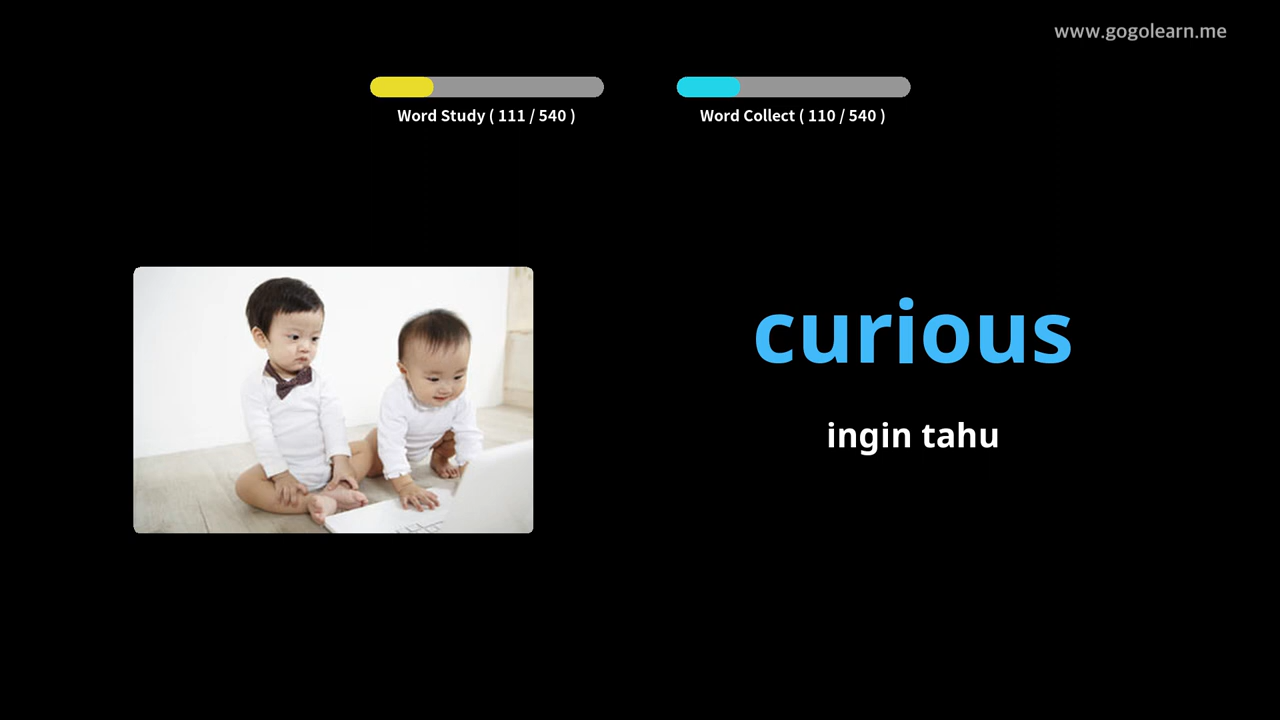 www.gogolearn.me
Word Study ( 111 / 540 )
Word Collect ( 110 / 540 )
curious
ingin tahu